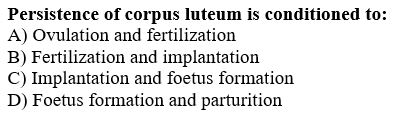 Persistence of corpus luteum is conditioned to:
A) Ovulation and fertilization
B) Fertilization and implantation
C) Implantation and foetus formation
D) Foetus formation and parturition